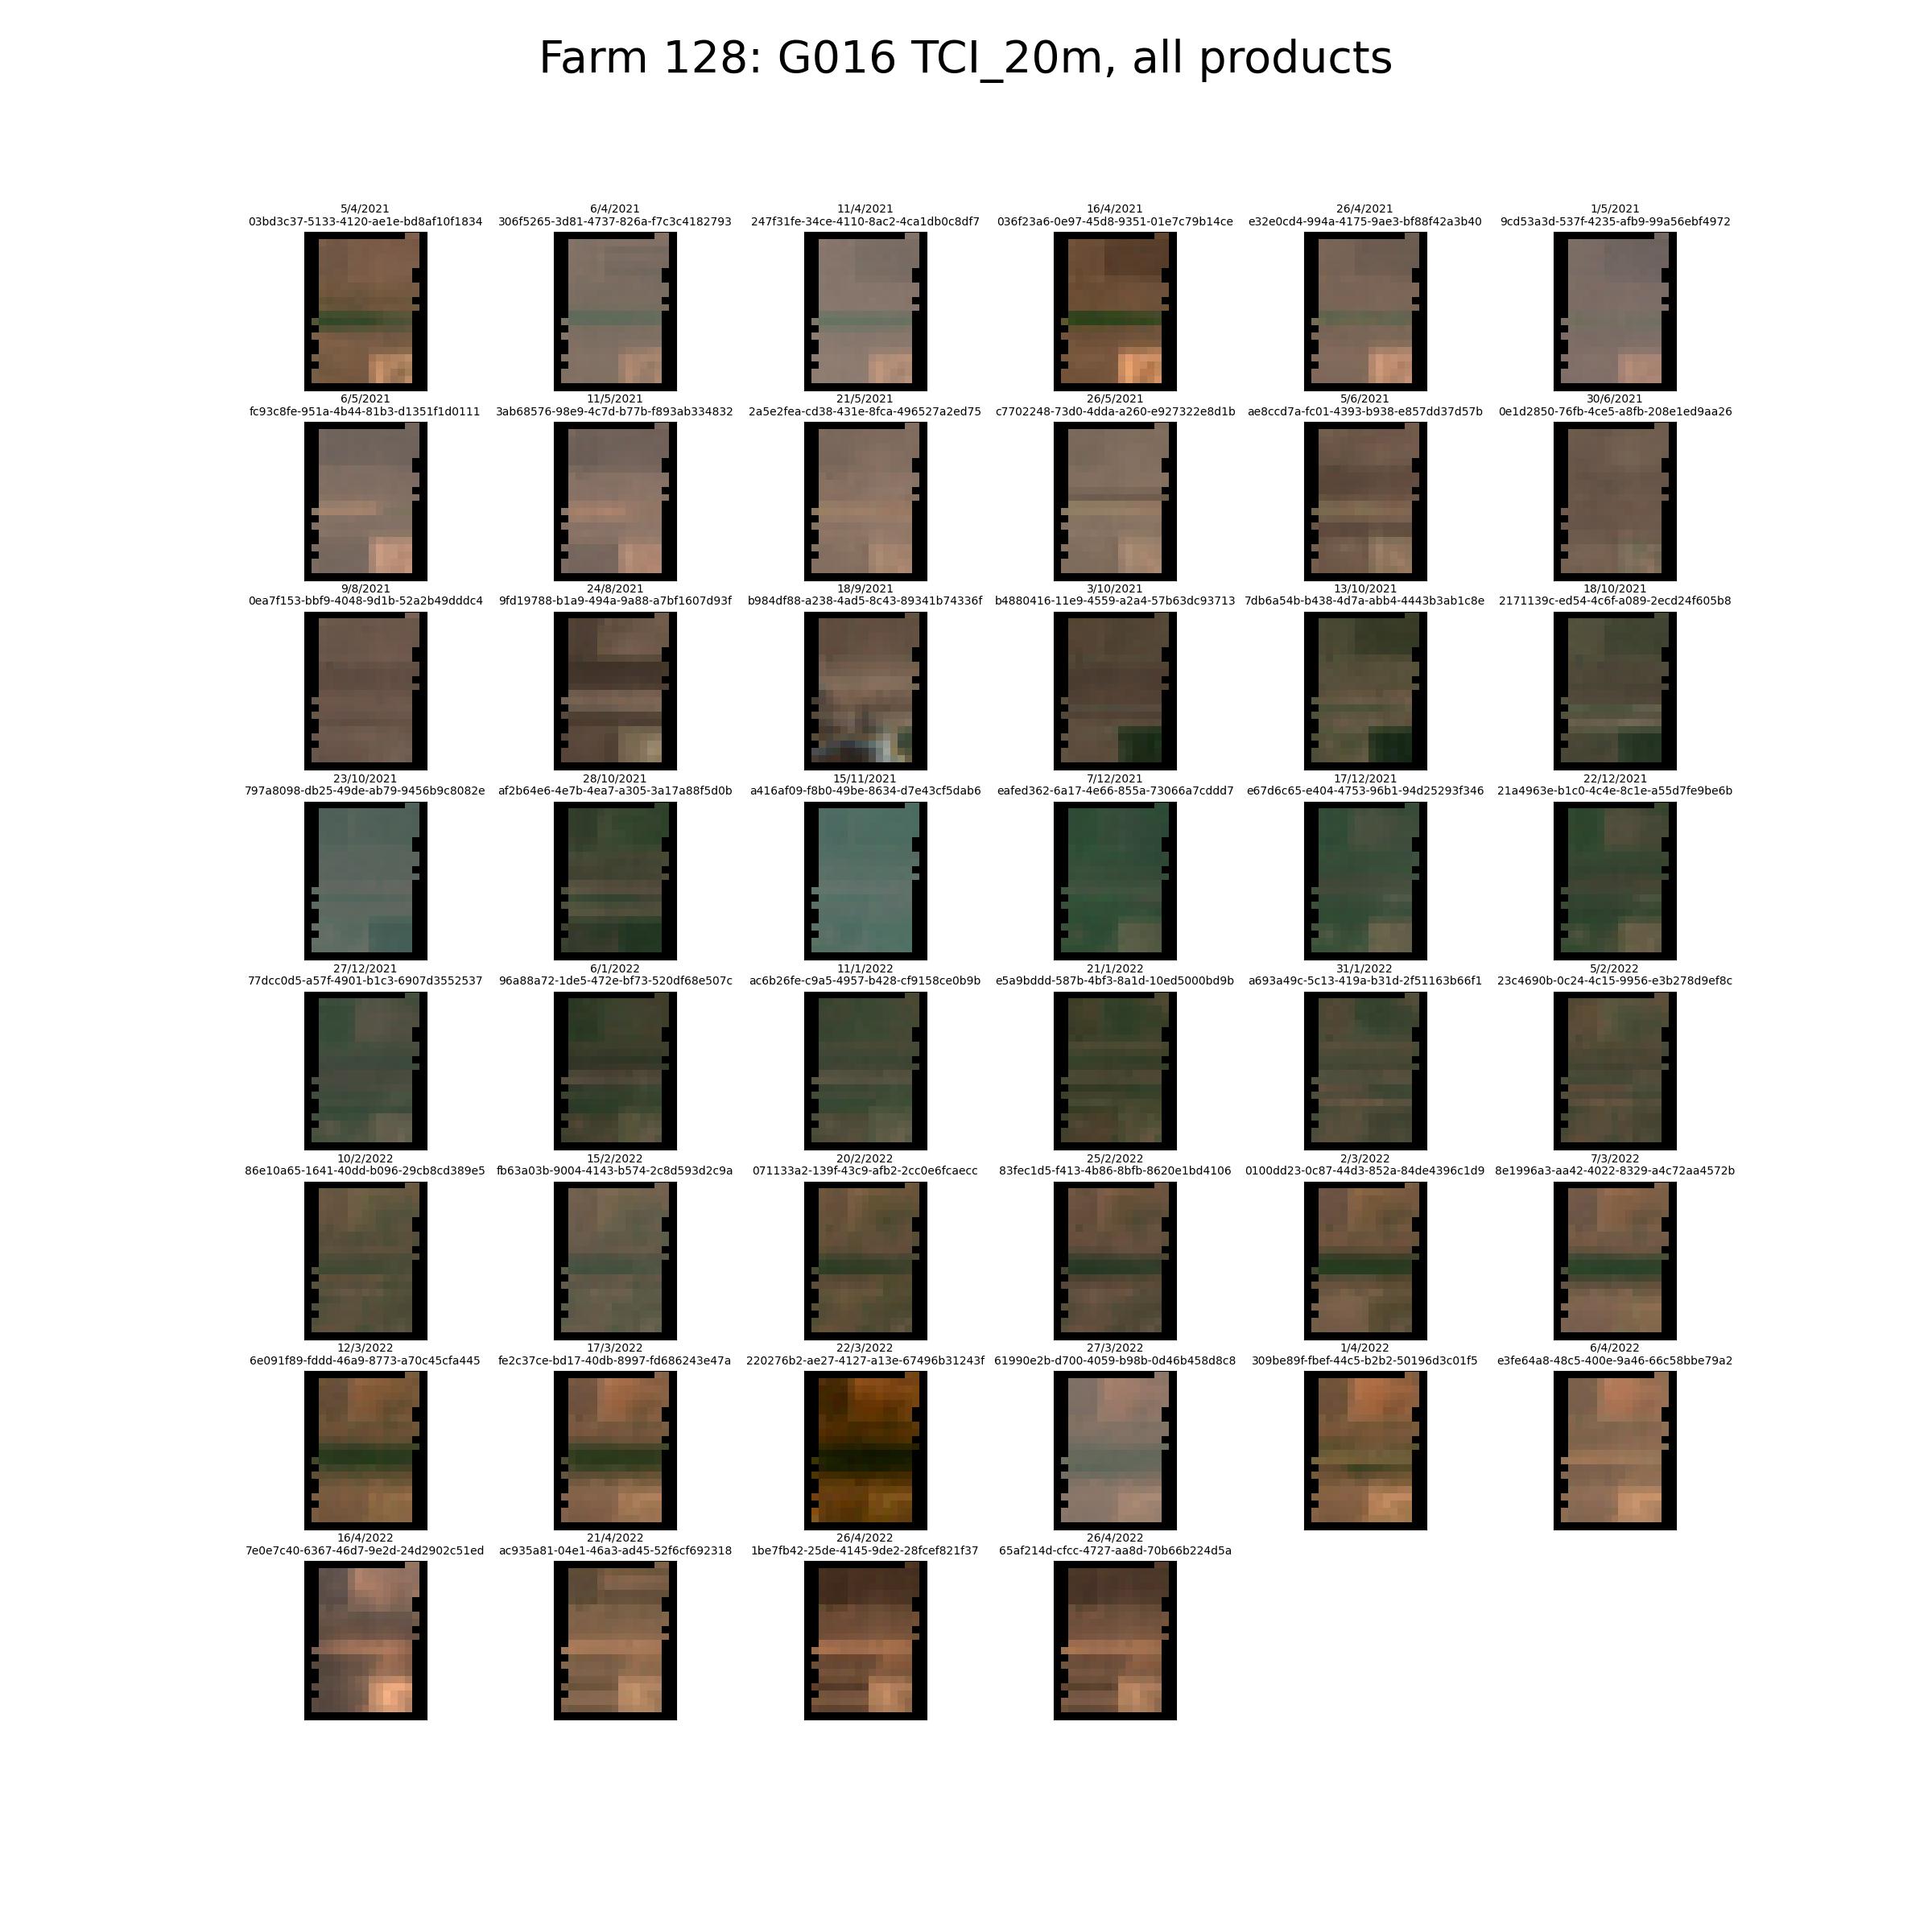 Farm 128: G016 TCI_20m, all products
5/4/2021 6/4/2021 11/4/2021 16/4/2021 26/4/2021 1/5/2021
03bd3c37-5133-4120-ae1e-bd8af10f1834 306f5265-3d81-4737-826a-f7c3c4182793 247f31fe-34ce-4110-8ac2-4ca1db0c8df7 036f23a6-0e97-45d8-9351-01e7c79b14ce e32e0cd4-994a-4175-9ae3-bf88f42a3b40 9cd53a3d-537f-4235-afb9-99a56ebf4972
6/5/2021 11/5/2021 21/5/2021 26/5/2021 5/6/2021 30/6/2021
fc93c8fe-951a-4b44-81b3-d1351f1d0111 3ab68576-98e9-4c7d-b77b-f893ab334832 2a5e2fea-cd38-431e-8fca-496527a2ed75 c7702248-73d0-4dda-a260-e927322e8d1b ae8ccd7a-fc01-4393-b938-e857dd37d57b 0e1d2850-76fb-4ce5-a8fb-208e1ed9aa26
9/8/2021 24/8/2021 18/9/2021 3/10/2021 13/10/2021 18/10/2021
0ea7f153-bbf9-4048-9d1b-52a2b49dddc4 9fd19788-b1a9-494a-9a88-a7bf1607d93f b984df88-a238-4ad5-8c43-89341b74336f b4880416-11e9-4559-a2a4-57b63dc93713 7db6a54b-b438-4d7a-abb4-4443b3ab1c8e 2171139c-ed54-4c6f-a089-2ecd24f605b8
23/10/2021 28/10/2021 15/11/2021 7/12/2021 17/12/2021 22/12/2021
797a8098-db25-49de-ab79-9456b9c8082e af2b64e6-4e7b-4ea7-a305-3a17a88f5d0b a416af09-f8b0-49be-8634-d7e43cf5dab6 eafed362-6a17-4e66-855a-73066a7cddd7 e67d6c65-e404-4753-96b1-94d25293f346 21a4963e-b1c0-4c4e-8c1e-a55d7fe9be6b
27/12/2021 6/1/2022 11/1/2022 21/1/2022 31/1/2022 5/2/2022
77dcc0d5-a57f-4901-b1c3-6907d3552537 96a88a72-1de5-472e-bf73-520df68e507c ac6b26fe-c9a5-4957-b428-cf9158ce0b9b e5a9bddd-587b-4bf3-8a1d-10ed5000bd9b a693a49c-5c13-419a-b31d-2f51163b66f1 23c4690b-0c24-4c15-9956-e3b278d9ef8c
10/2/2022 15/2/2022 20/2/2022 25/2/2022 2/3/2022 7/3/2022
86e10a65-1641-40dd-b096-29cb8cd389e5 fb63a03b-9004-4143-b574-2c8d593d2c9a 071133a2-139f-43c9-afb2-2cc0e6fcaecc 83fec1d5-f413-4b86-8bfb-8620e1bd4106 0100dd23-0c87-44d3-852a-84de4396c1d9 8e1996a3-aa42-4022-8329-a4c72aa4572b
12/3/2022 17/3/2022 22/3/2022 27/3/2022 1/4/2022 6/4/2022
6e091f89-fddd-46a9-8773-a70c45cfa445 fe2c37ce-bd17-40db-8997-fd686243e47a 220276b2-ae27-4127-a13e-67496b31243f 61990e2b-d700-4059-b98b-0d46b458d8c8 309be89f-fbef-44c5-b2b2-50196d3c01f5 e3fe64a8-48c5-400e-9a46-66c58bbe79a2
16/4/2022 21/4/2022 26/4/2022 26/4/2022
7e0e7c40-6367-46d7-9e2d-24d2902c51ed ac935a81-04e1-46a3-ad45-52f6cf692318 1be7fb42-25de-4145-9de2-28fcef821f37 65af214d-cfcc-4727-aa8d-70b66b224d5a